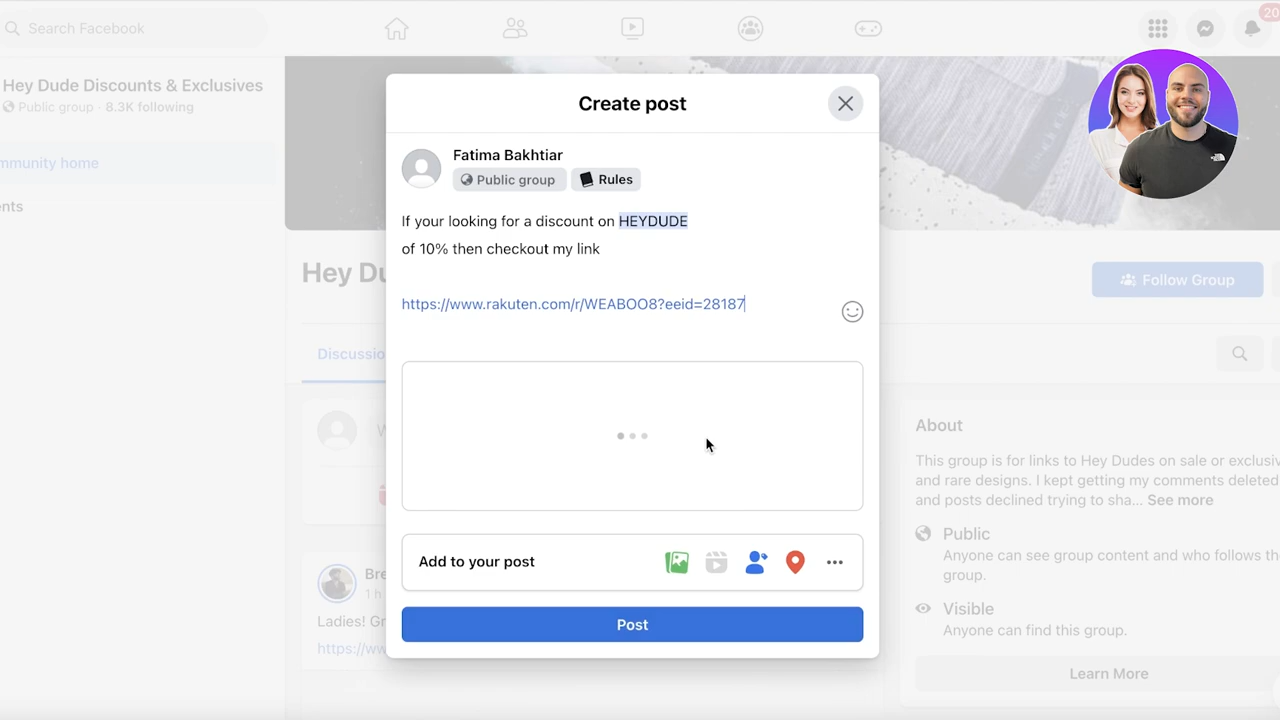 Search Facebook
20
Hey Dude Discounts & Exclusives
Public group · 8.3K following
mmunity home
ents
Create post
Fatima Bakhtiar
Public group
Rules
If your looking for a discount on HEYDUDE
of 10% then checkout my link
https://www.rakuten.com/r/WEABOO8?eeid=28187
Add to your post
Post
Hey Du
Follow Group
Discussio
W
Bre
1 h
Ladies! Gr
https://ww
About
This group is for links to Hey Dudes on sale or exclusiv
and rare designs. I kept getting my comments deleted
and posts declined trying to sha... See more
Public
Anyone can see group content and who follows th
group.
Visible
Anyone can find this group.
Learn More